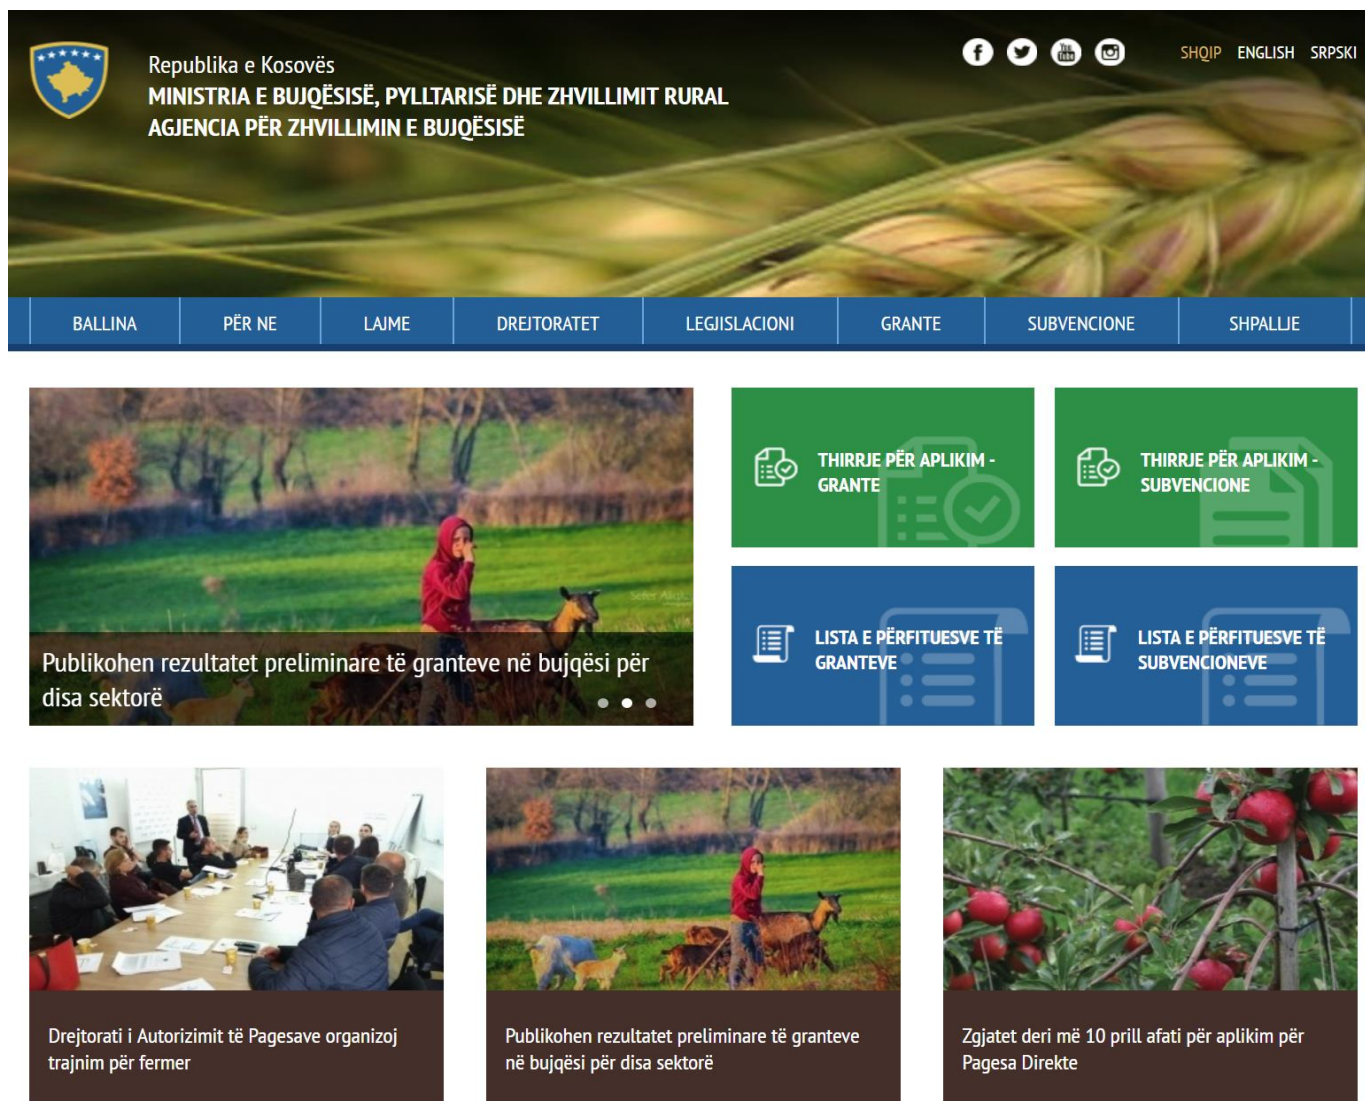 Republika e Kosovës
MINISTRIA E BUJQËSISË, PYLLTARISË DHE ZHVILLIMIT RURAL
AGJENCIA PËR ZHVILLIMIN E BUJQËSISË
You
Tube
SHQIP ENGLISH SRPSKI
BALLINA PËR NE LAJME DREJTORATET LEGJISLACIONI GRANTE SUBVENCIONE SHPALLJE
Publikohen rezultatet preliminare të granteve në bujqësi për
disa sektorë
THIRRJE PËR APLIKIM -
GRANTE
THIRRJE PËR APLIKIM -
SUBVENCIONE
LISTA E PËRFITUESVE TË
GRANTEVE
LISTA E PËRFITUESVE TË
SUBVENCIONEVE
Drejtorati i Autorizimit të Pagesave organizoj
trajnim për fermer
Publikohen rezultatet preliminare të granteve
në bujqësi për disa sektorë
Zgjatet deri më 10 prill afati për aplikim për
Pagesa Direkte